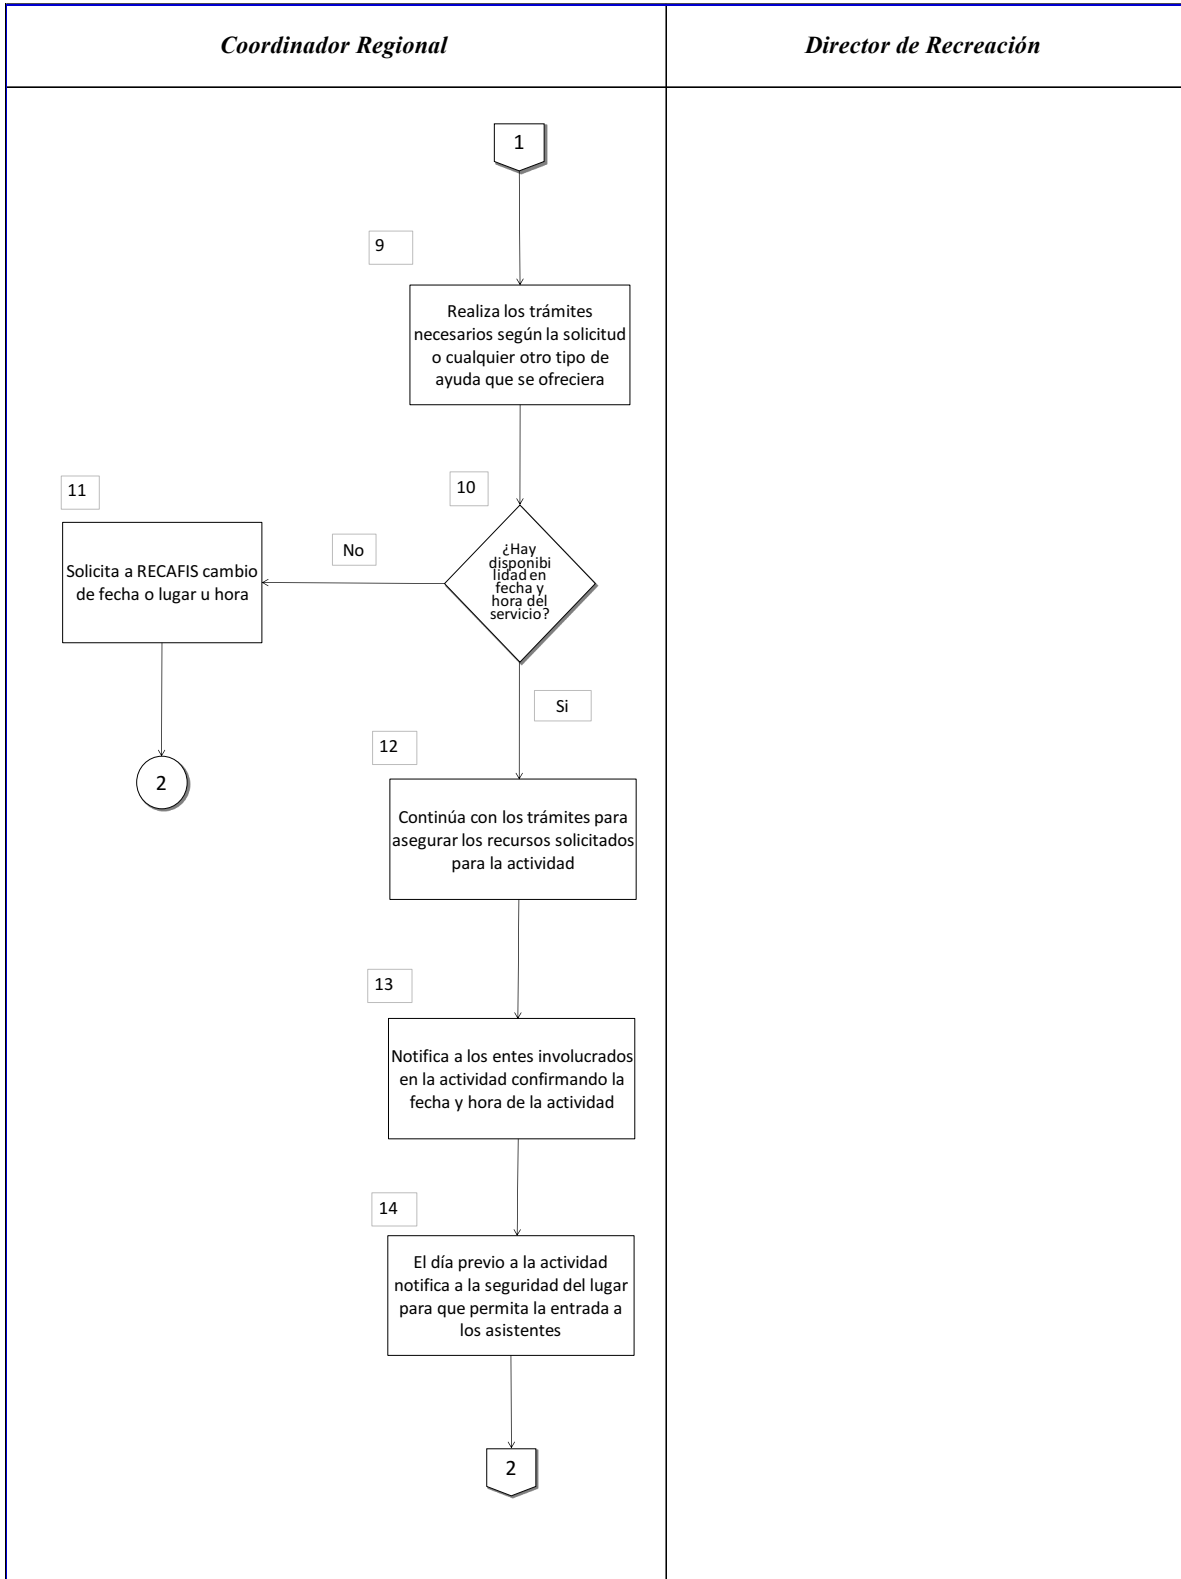 Coordinador Regional
Director de Recreación
1
9
Realiza los trámites
necesarios según la solicitud
o cualquier otro tipo de
ayuda que se ofreciera
10
11
¿Hay
disponibi
lidad en
fecha y
hora del
servicio?
No
Solicita a RECAFIS cambio
de fecha o lugar u hora
Si
12
2
Continúa con los trámites para
asegurar los recursos solicitados
para la actividad
13
Notifica a los entes involucrados
en la actividad confirmando la
fecha y hora de la actividad
14
El día previo a la actividad
notifica a la seguridad del lugar
para que permita la entrada a
los asistentes
2